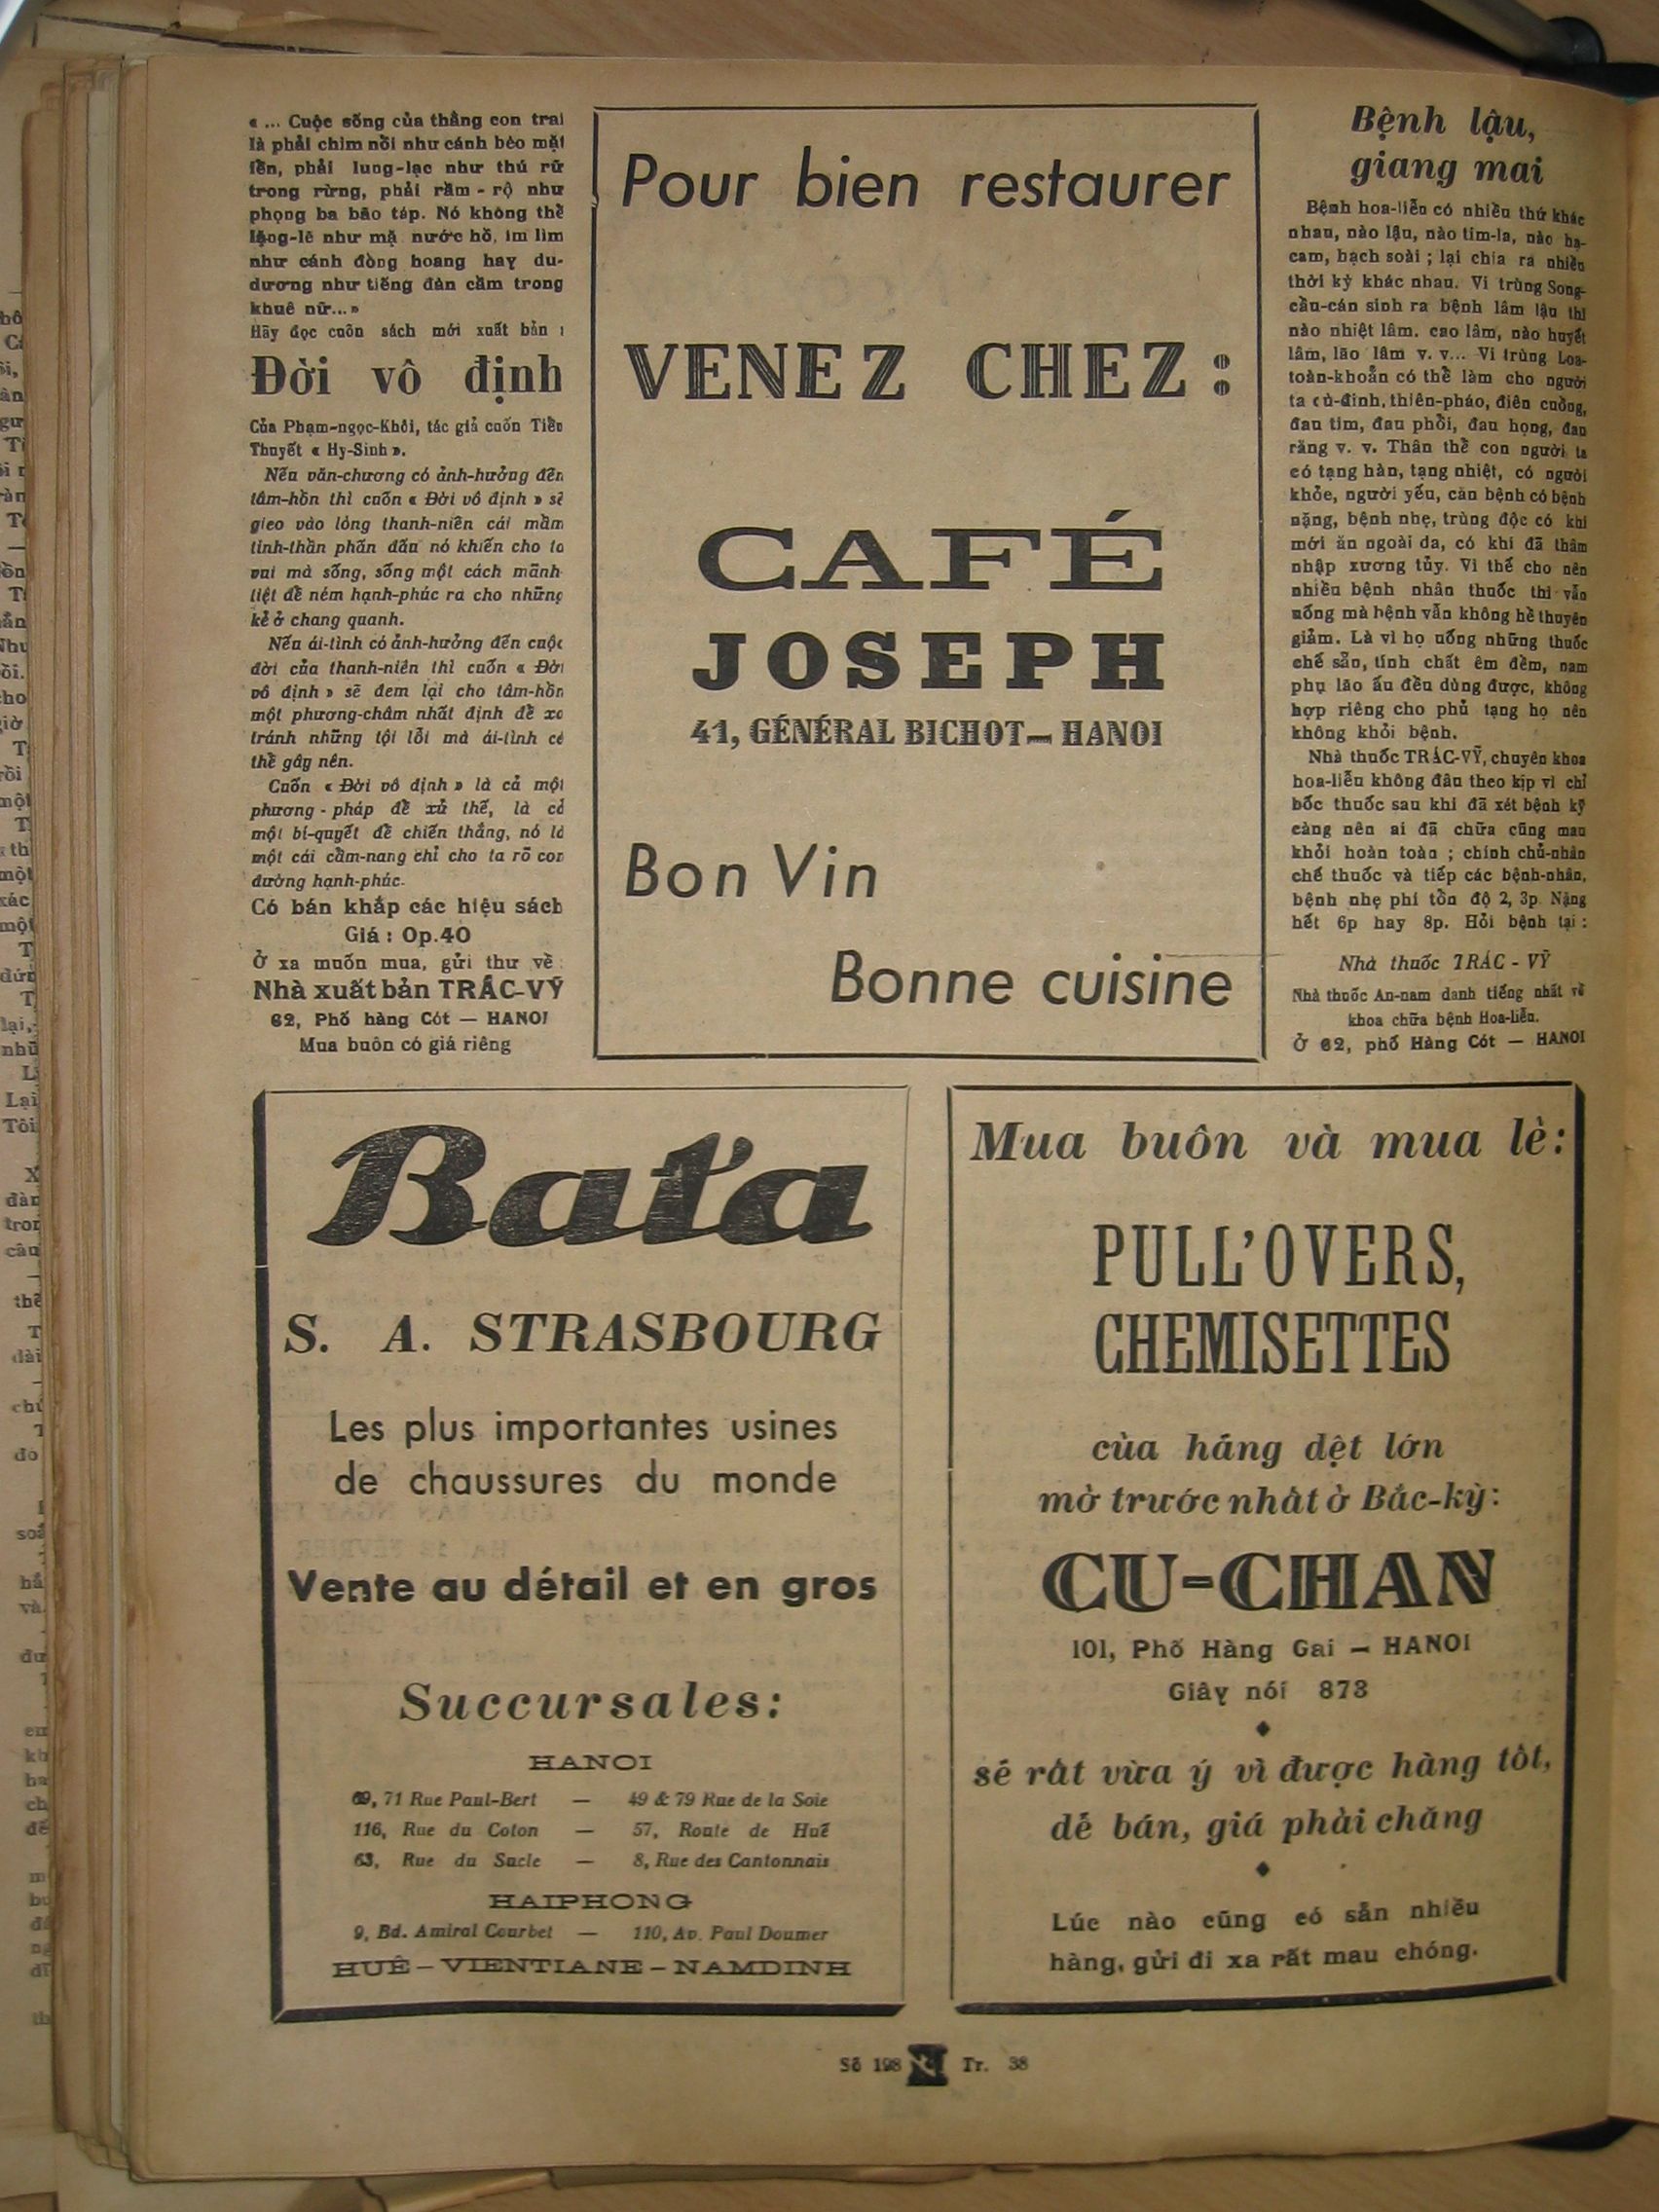 « ... Cuộc sống của thằng con trai
là phải chìm nổi như cánh bèo mặt
lên, phải lung-lạc như thú rữ
trong rừng, phải rầm - rộ như
phong ba bão táp. Nó không thể
lặng-lẽ như mặ nước hồ, im lìm
như cánh đồng hoang hay du-
dương như tiếng đàn cầm trong
khuê nữ... »
Hãy đọc cuốn sách mới xuất bản :
Đời vô định
Của Phạm-ngọc-Khôi, tác giả cuốn Tiểu
Thuyết « Hy-Sinh ».
Nếu văn-chương có ảnh-hưởng đến
tâm-hồn thì cuốn « Đời vô định » sẽ
gieo vào lòng thanh-niên cái mầm
tinh-thần phấn đấu nó khiến cho ta
vui mà sống, sống một cách mãnh-
liệt để ném hạnh-phúc ra cho những
kẻ ở chang quanh.
Nếu ái-tình có ảnh-hưởng đến cuộc
đời của thanh-niên thì cuốn « Đời
vô định » sẽ đem lại cho tâm-hồn
một phương-châm nhất định để xa
tránh những tội lỗi mà ái-tình có
thể gây nên.
Cuốn « Đời vô định » là cả một
phương - pháp để xử thế, là cả
một bí-quyết để chiến thắng, nó là
một cái cẩm-nang chỉ cho ta rõ con
đường hạnh-phúc.
Có bán khắp các hiệu sách
Giá : 0p.40
Ở xa muốn mua, gửi thư về :
Nhà xuất bản TRÁC-VỸ
62, Phố hàng Cót — HANOI
Mua buôn có giá riêng
Pour bien restaurer
VENEZ CHEZ :
CAFÉ
JOSEPH
41, GÉNÉRAL BICHOT — HANOI
Bon Vin
Bonne cuisine
Bệnh lậu,
giang mai
Bệnh hoa-liễu có nhiều thứ khác
nhau, nào lậu, nào tim-la, nào hạ-
cam, bạch soài ; lại chia ra nhiều
thời kỳ khác nhau. Vi trùng Song-
cầu-cán sinh ra bệnh lâm lậu thì
nào nhiệt lâm. cao lâm, nào huyết
lâm, lão lâm v. v... Vi trùng Loa-
toàn-khoẩn có thể làm cho người
ta cù-đinh, thiên-pháo, điên cuồng,
đau tim, đau phổi, đau họng, đau
răng v. v. Thân thể con người ta
có tạng hàn, tạng nhiệt, có người
khỏe, người yếu, căn bệnh có bệnh
nặng, bệnh nhẹ, trùng độc có khi
mới ăn ngoài da, có khi đã thâm
nhập xương tủy. Vì thế cho nên
nhiều bệnh nhân thuốc thì vẫn
uống mà bệnh vẫn không hề thuyên
giảm. Là vì họ uống những thuốc
chế sẵn, tính chất êm đềm, nam
phụ lão ấu đều dùng được, không
hợp riêng cho phủ tạng họ nên
không khỏi bệnh.
Nhà thuốc TRÁC-VỸ, chuyên khoa
hoa-liễu không đâu theo kịp vì chỉ
bốc thuốc sau khi đã xét bệnh kỹ
càng nên ai đã chữa cũng mau
khỏi hoàn toàn ; chính chủ-nhân
chế thuốc và tiếp các bệnh-nhân,
bệnh nhẹ phí tổn độ 2, 3p. Nặng
hết 6p hay 8p. Hỏi bệnh tại :
Nhà thuốc TRÁC - VỸ
Nhà thuốc An-nam danh tiếng nhất về
khoa chữa bệnh Hoa-liễu.
Ở 62, phố Hàng Cót — HANOI
Bata
S. A. STRASBOURG
Les plus importantes usines
de chaussures du monde
Vente au détail et en gros
Succursales :
HANOI
69, 71 Rue Paul-Bert — 49 & 79 Rue de la Soie
116, Rue du Coton — 57, Route de Huê
63, Rue du Sucle — 8, Rue des Cantonnais
HAIPHONG
9, Bd. Amiral Courbet — 110, Av. Paul Doumer
HUÊ — VIENTIANE — NAMDINH
Mua buôn và mua lẻ :
PULL'OVERS,
CHEMISETTES
của hãng dệt lớn
mở trước nhất ở Bắc-kỳ :
CU-CHAN
101, Phố Hàng Gai — HANOI
Giây nói 873
sẽ rất vừa ý vì được hàng tốt,
dễ bán, giá phải chăng
Lúc nào cũng có sẵn nhiều
hàng, gửi đi xa rất mau chóng.
Số 198 Tr. 38